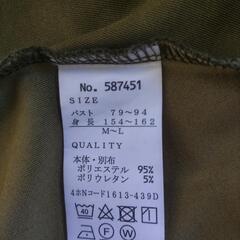 No. 587451
SIZE
バスト 79～94
身長 154～162
M～L
QUALITY
本体・別布
ポリエステル 95%
ポリウレタン 5%
4ホNコード1613-439D
40